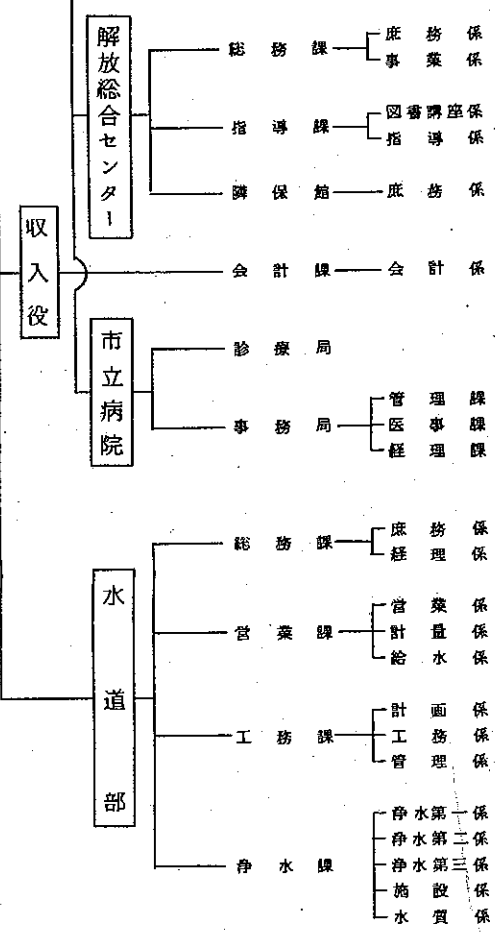 解放総合センター
総務課
庶務係
事業係
指導課
図書講座係
指導係
隣保館
庶務係
収入役
会計課
会計係
市立病院
診療局
事務局
管理課
医事課
経理課
水道部
総務課
庶務係
経理係
営業課
営業係
計量係
給水係
工務課
計画係
工務係
管理係
浄水課
浄水第一係
浄水第二係
浄水第三係
施設係
水質係